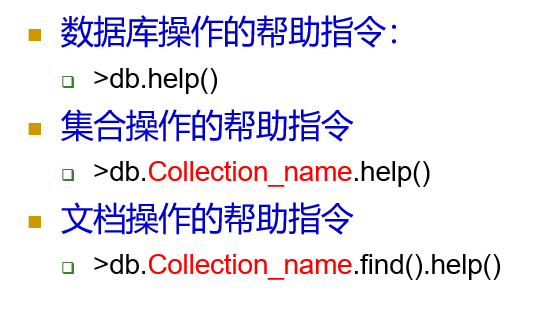 数据库操作的帮助指令：
>db.help()
集合操作的帮助指令
>db.Collection_name.help()
文档操作的帮助指令
>db.Collection_name.find().help()